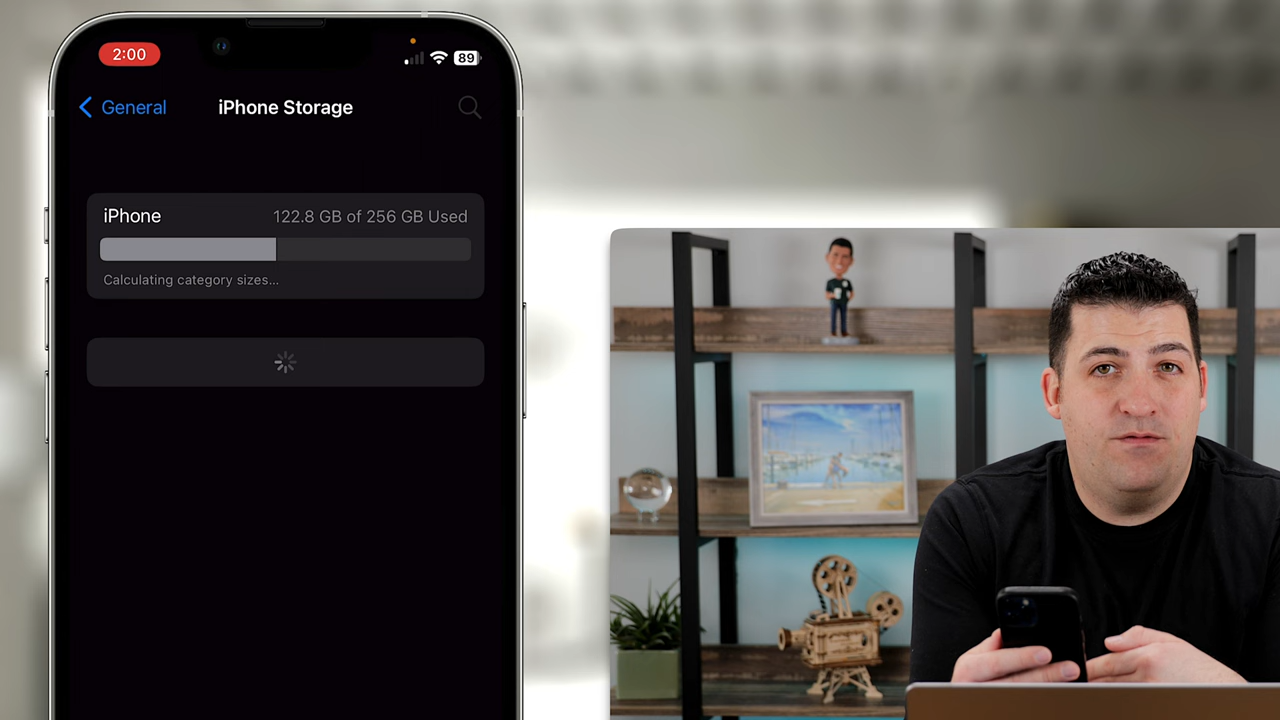 2:00
89
General
iPhone Storage
iPhone
122.8 GB of 256 GB Used
Calculating category sizes...